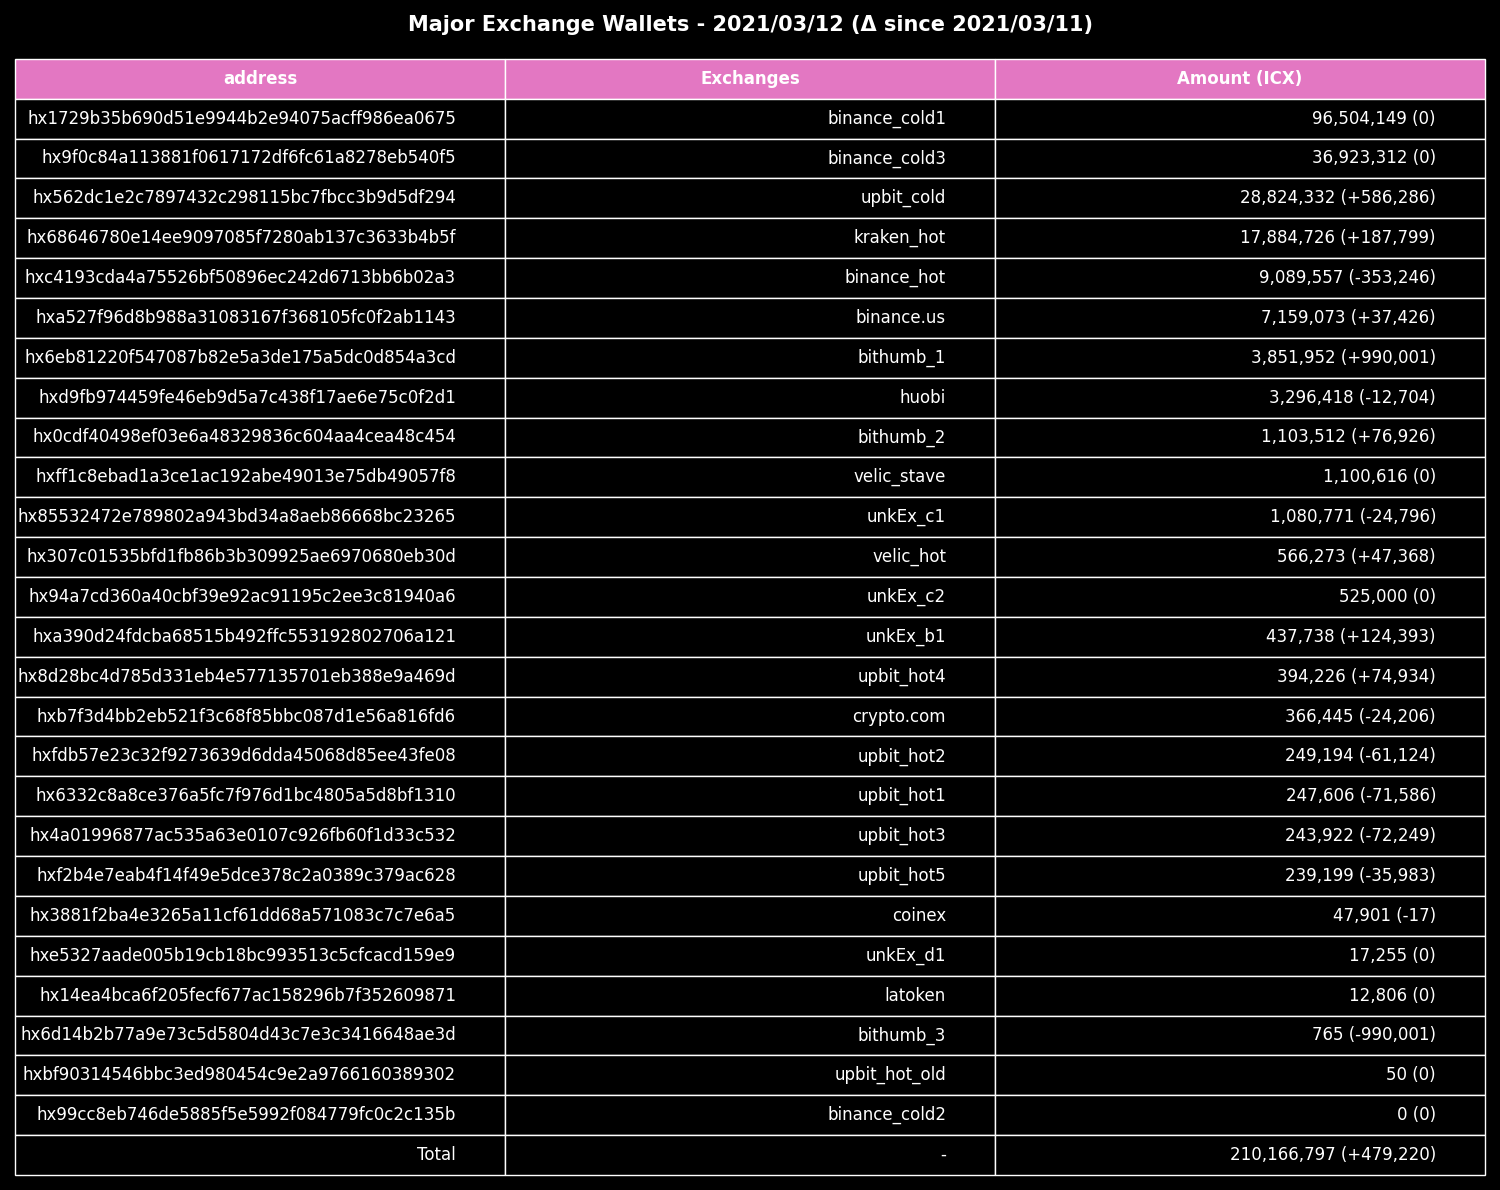 Major Exchange Wallets - 2021/03/12 (Δ since 2021/03/11)
address Exchanges Amount (ICX)
hx1729b35b690d51e9944b2e94075acff986ea0675 binance_cold1 96,504,149 (0)
hx9f0c84a113881f0617172df6fc61a8278eb540f5 binance_cold3 36,923,312 (0)
hx562dc1e2c7897432c298115bc7fbcc3b9d5df294 upbit_cold 28,824,332 (+586,286)
hx68646780e14ee9097085f7280ab137c3633b4b5f kraken_hot 17,884,726 (+187,799)
hxc4193cda4a75526bf50896ec242d6713bb6b02a3 binance_hot 9,089,557 (-353,246)
hxa527f96d8b988a31083167f368105fc0f2ab1143 binance.us 7,159,073 (+37,426)
hx6eb81220f547087b82e5a3de175a5dc0d854a3cd bithumb_1 3,851,952 (+990,001)
hxd9fb974459fe46eb9d5a7c438f17ae6e75c0f2d1 huobi 3,296,418 (-12,704)
hx0cdf40498ef03e6a48329836c604aa4cea48c454 bithumb_2 1,103,512 (+76,926)
hxff1c8ebad1a3ce1ac192abe49013e75db49057f8 velic_stave 1,100,616 (0)
hx85532472e789802a943bd34a8aeb86668bc23265 unkEx_c1 1,080,771 (-24,796)
hx307c01535bfd1fb86b3b309925ae6970680eb30d velic_hot 566,273 (+47,368)
hx94a7cd360a40cbf39e92ac91195c2ee3c81940a6 unkEx_c2 525,000 (0)
hxa390d24fdcba68515b492ffc553192802706a121 unkEx_b1 437,738 (+124,393)
hx8d28bc4d785d331eb4e577135701eb388e9a469d upbit_hot4 394,226 (+74,934)
hxb7f3d4bb2eb521f3c68f85bbc087d1e56a816fd6 crypto.com 366,445 (-24,206)
hxfdb57e23c32f9273639d6dda45068d85ee43fe08 upbit_hot2 249,194 (-61,124)
hx6332c8a8ce376a5fc7f976d1bc4805a5d8bf1310 upbit_hot1 247,606 (-71,586)
hx4a01996877ac535a63e0107c926fb60f1d33c532 upbit_hot3 243,922 (-72,249)
hxf2b4e7eab4f14f49e5dce378c2a0389c379ac628 upbit_hot5 239,199 (-35,983)
hx3881f2ba4e3265a11cf61dd68a571083c7c7e6a5 coinex 47,901 (-17)
hxe5327aade005b19cb18bc993513c5cfcacd159e9 unkEx_d1 17,255 (0)
hx14ea4bca6f205fecf677ac158296b7f352609871 latoken 12,806 (0)
hx6d14b2b77a9e73c5d5804d43c7e3c3416648ae3d bithumb_3 765 (-990,001)
hxbf90314546bbc3ed980454c9e2a9766160389302 upbit_hot_old 50 (0)
hx99cc8eb746de5885f5e5992f084779fc0c2c135b binance_cold2 0 (0)
Total - 210,166,797 (+479,220)